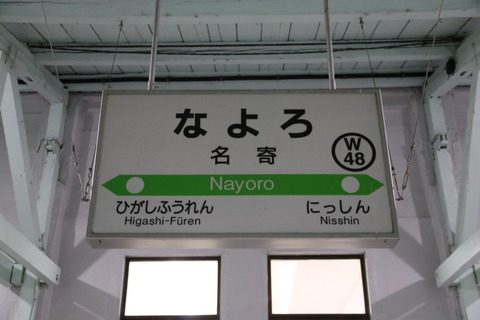 なよろ
名寄
W
48
Nayoro
ひがしふうれん
Higashi-Fūren
にっしん
Nisshin